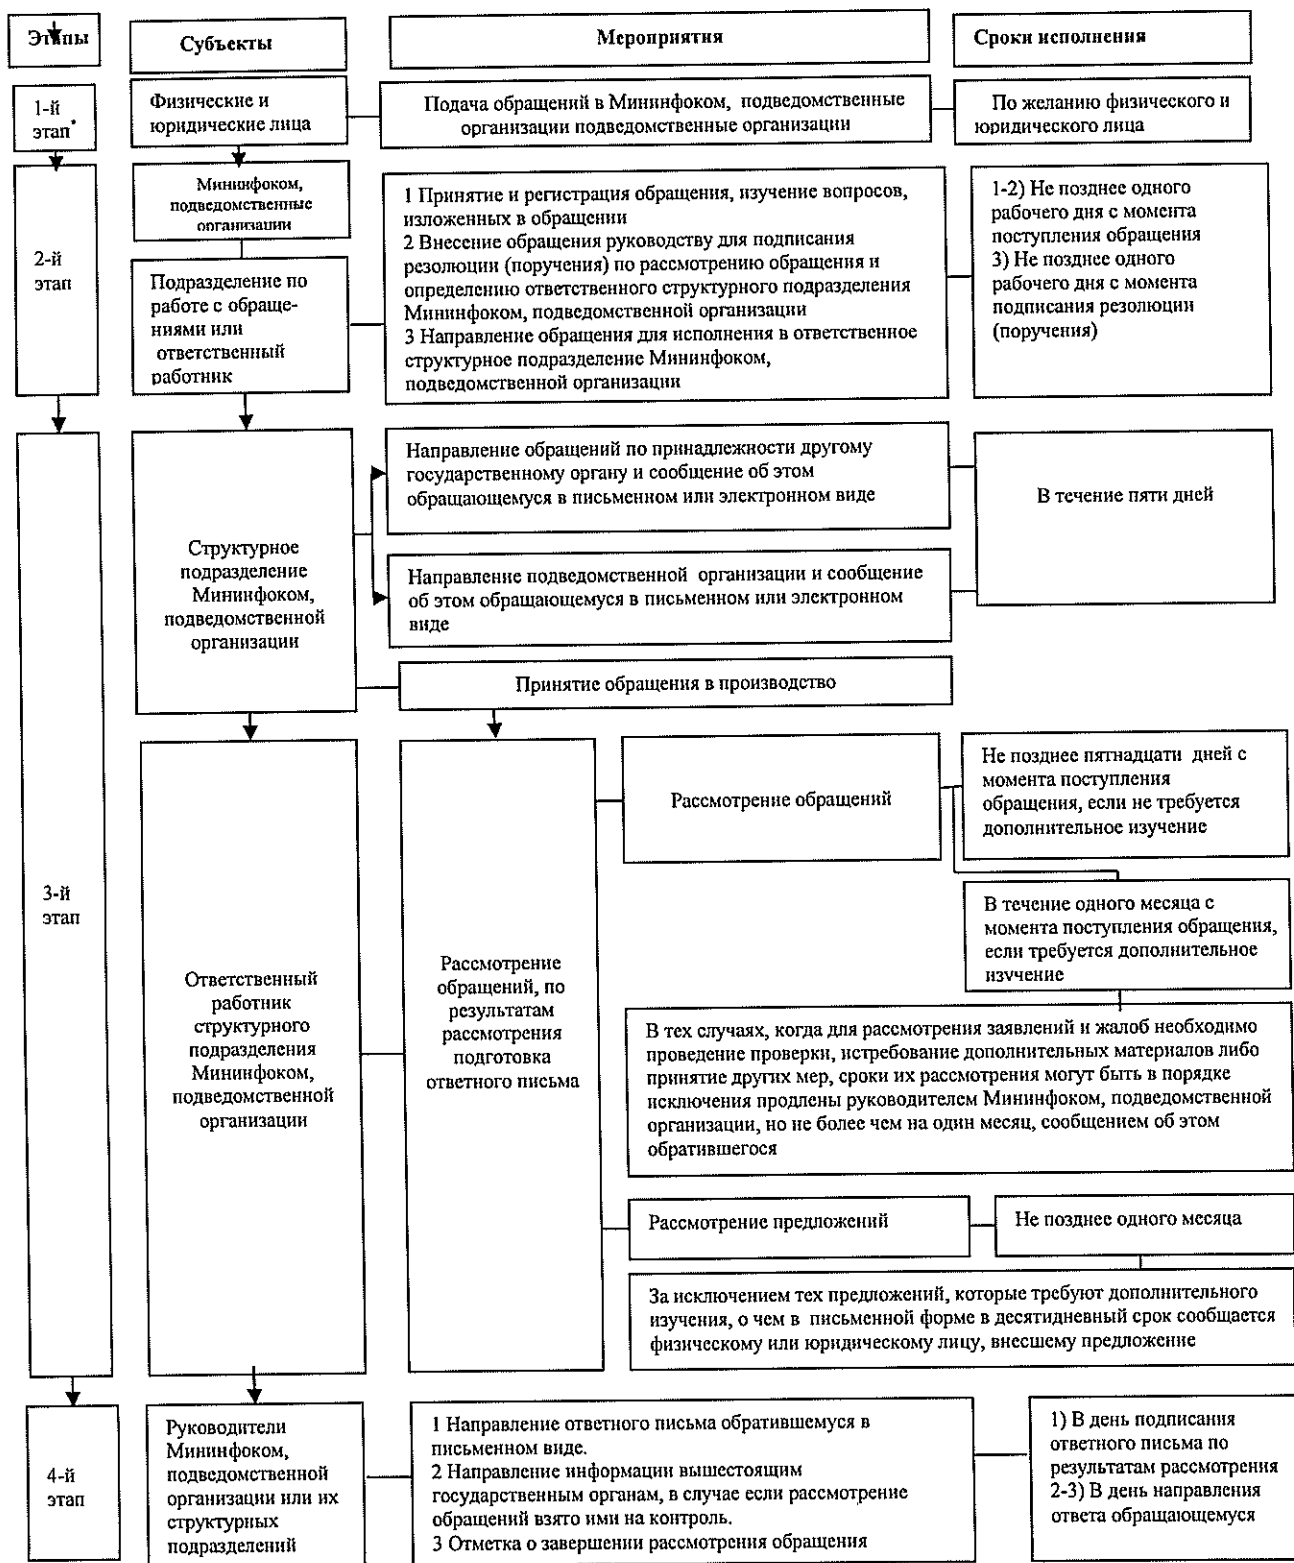 Этапы
Субъекты
Мероприятия
Сроки исполнения
1-й
этап*
Физические и
юридические лица
Подача обращений в Мининфоком, подведомственные
организации подведомственные организации
По желанию физического и
юридического лица
2-й
этап
Мининфоком,
подведомственные
организации
Подразделение по
работе с обраще-
ниями или
ответственный
работник
1 Принятие и регистрация обращения, изучение вопросов,
изложенных в обращении
2 Внесение обращения руководству для подписания
резолюции (поручения) по рассмотрению обращения и
определению ответственного структурного подразделения
Мининфоком, подведомственной организации
3 Направление обращения для исполнения в ответственное
структурное подразделение Мининфоком,
подведомственной организации
1-2) Не позднее одного
рабочего дня с момента
поступления обращения
3) Не позднее одного
рабочего дня с момента
подписания резолюции
(поручения)
3-й
этап
Структурное
подразделение
Мининфоком,
подведомственной
организации
Направление обращений по принадлежности другому
государственному органу и сообщение об этом
обращающемуся в письменном или электронном виде
Направление подведомственной организации и сообщение
об этом обращающемуся в письменном или электронном
виде
В течение пяти дней
Принятие обращения в производство
Ответственный
работник
структурного
подразделения
Мининфоком,
подведомственной
организации
Рассмотрение
обращений, по
результатам
рассмотрения
подготовка
ответного письма
Рассмотрение обращений
Не позднее пятнадцати дней с
момента поступления
обращения, если не требуется
дополнительное изучение
В течение одного месяца с
момента поступления обращения,
если требуется дополнительное
изучение
В тех случаях, когда для рассмотрения заявлений и жалоб необходимо
проведение проверки, истребование дополнительных материалов либо
принятие других мер, сроки их рассмотрения могут быть в порядке
исключения продлены руководителем Мининфоком, подведомственной
организации, но не более чем на один месяц, сообщением об этом
обратившегося
Рассмотрение предложений
Не позднее одного месяца
За исключением тех предложений, которые требуют дополнительного
изучения, о чем в письменной форме в десятидневный срок сообщается
физическому или юридическому лицу, внесшему предложение
4-й
этап
Руководители
Мининфоком,
подведомственной
организации или их
структурных
подразделений
1 Направление ответного письма обратившемуся в
письменном виде.
2 Направление информации вышестоящим
государственным органам, в случае если рассмотрение
обращений взято ими на контроль.
3 Отметка о завершении рассмотрения обращения
1) В день подписания
ответного письма по
результатам рассмотрения
2-3) В день направления
ответа обращающемуся